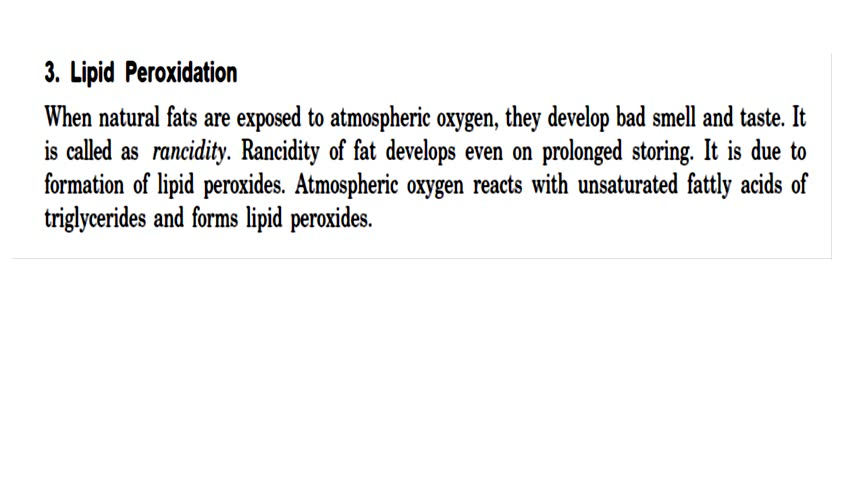 3. Lipid Peroxidation
When natural fats are exposed to atmospheric oxygen, they develop bad smell and taste. It
is called as rancidity. Rancidity of fat develops even on prolonged storing. It is due to
formation of lipid peroxides. Atmospheric oxygen reacts with unsaturated fattly acids of
triglycerides and forms lipid peroxides.